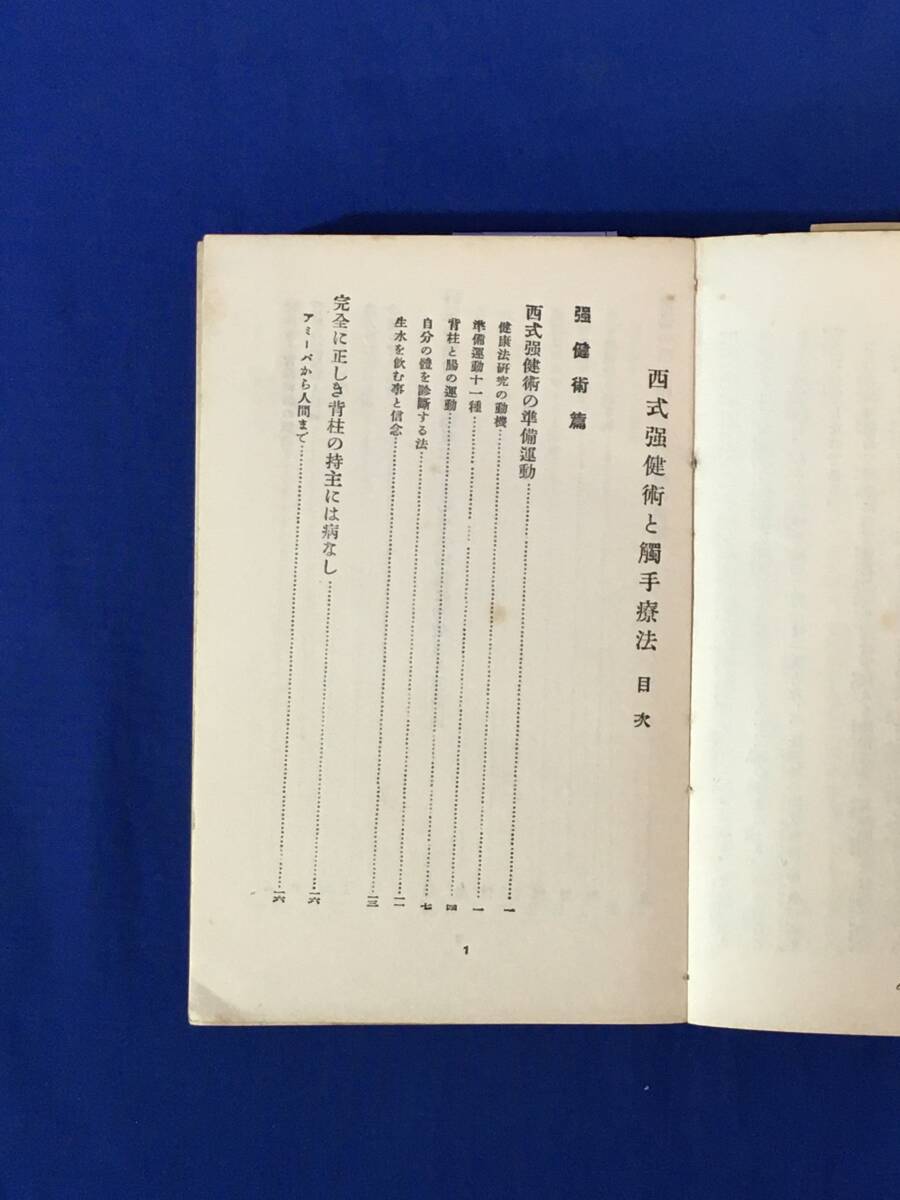 西式强健術と觸手療法 目次
强健術篇
西式强健術の準備運動……一
健康法研究の動機……一
準備運動十一種……四
背柱と腸の運動……七
自分の體を診斷する法……一一
生水を飮む事と信念……一三
完全に正しき背柱の持主には病なし……一六
アミーバから人間まで……一六
1